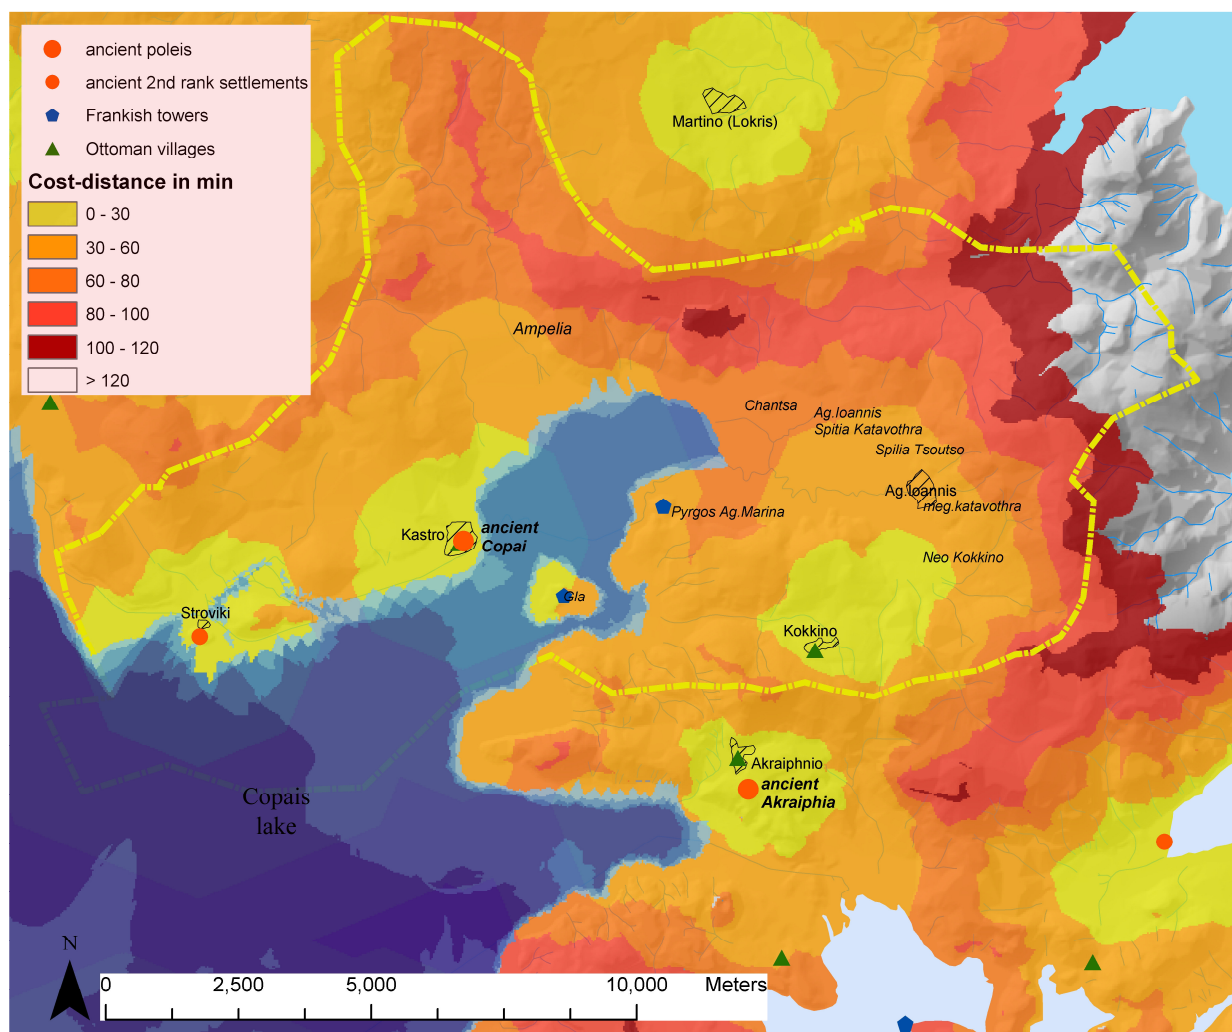 ancient poleis
ancient 2nd rank settlements
Frankish towers
Ottoman villages
Cost-distance in min
0 - 30
30 - 60
60 - 80
80 - 100
100 - 120
> 120
Martino (Lokris)
Ampelia
Chantsa
Ag.Ioannis
Spitia Katavothra
Spilia Tsoutso
Ag.Ioannis
meg.katavothra
Pyrgos Ag.Marina
Kastro
ancient
Copai
Neo Kokkino
Gla
Stroviki
Kokkino
Akraiphnio
ancient
Akraiphia
Copais
lake
N
0
2,500
5,000
10,000
Meters